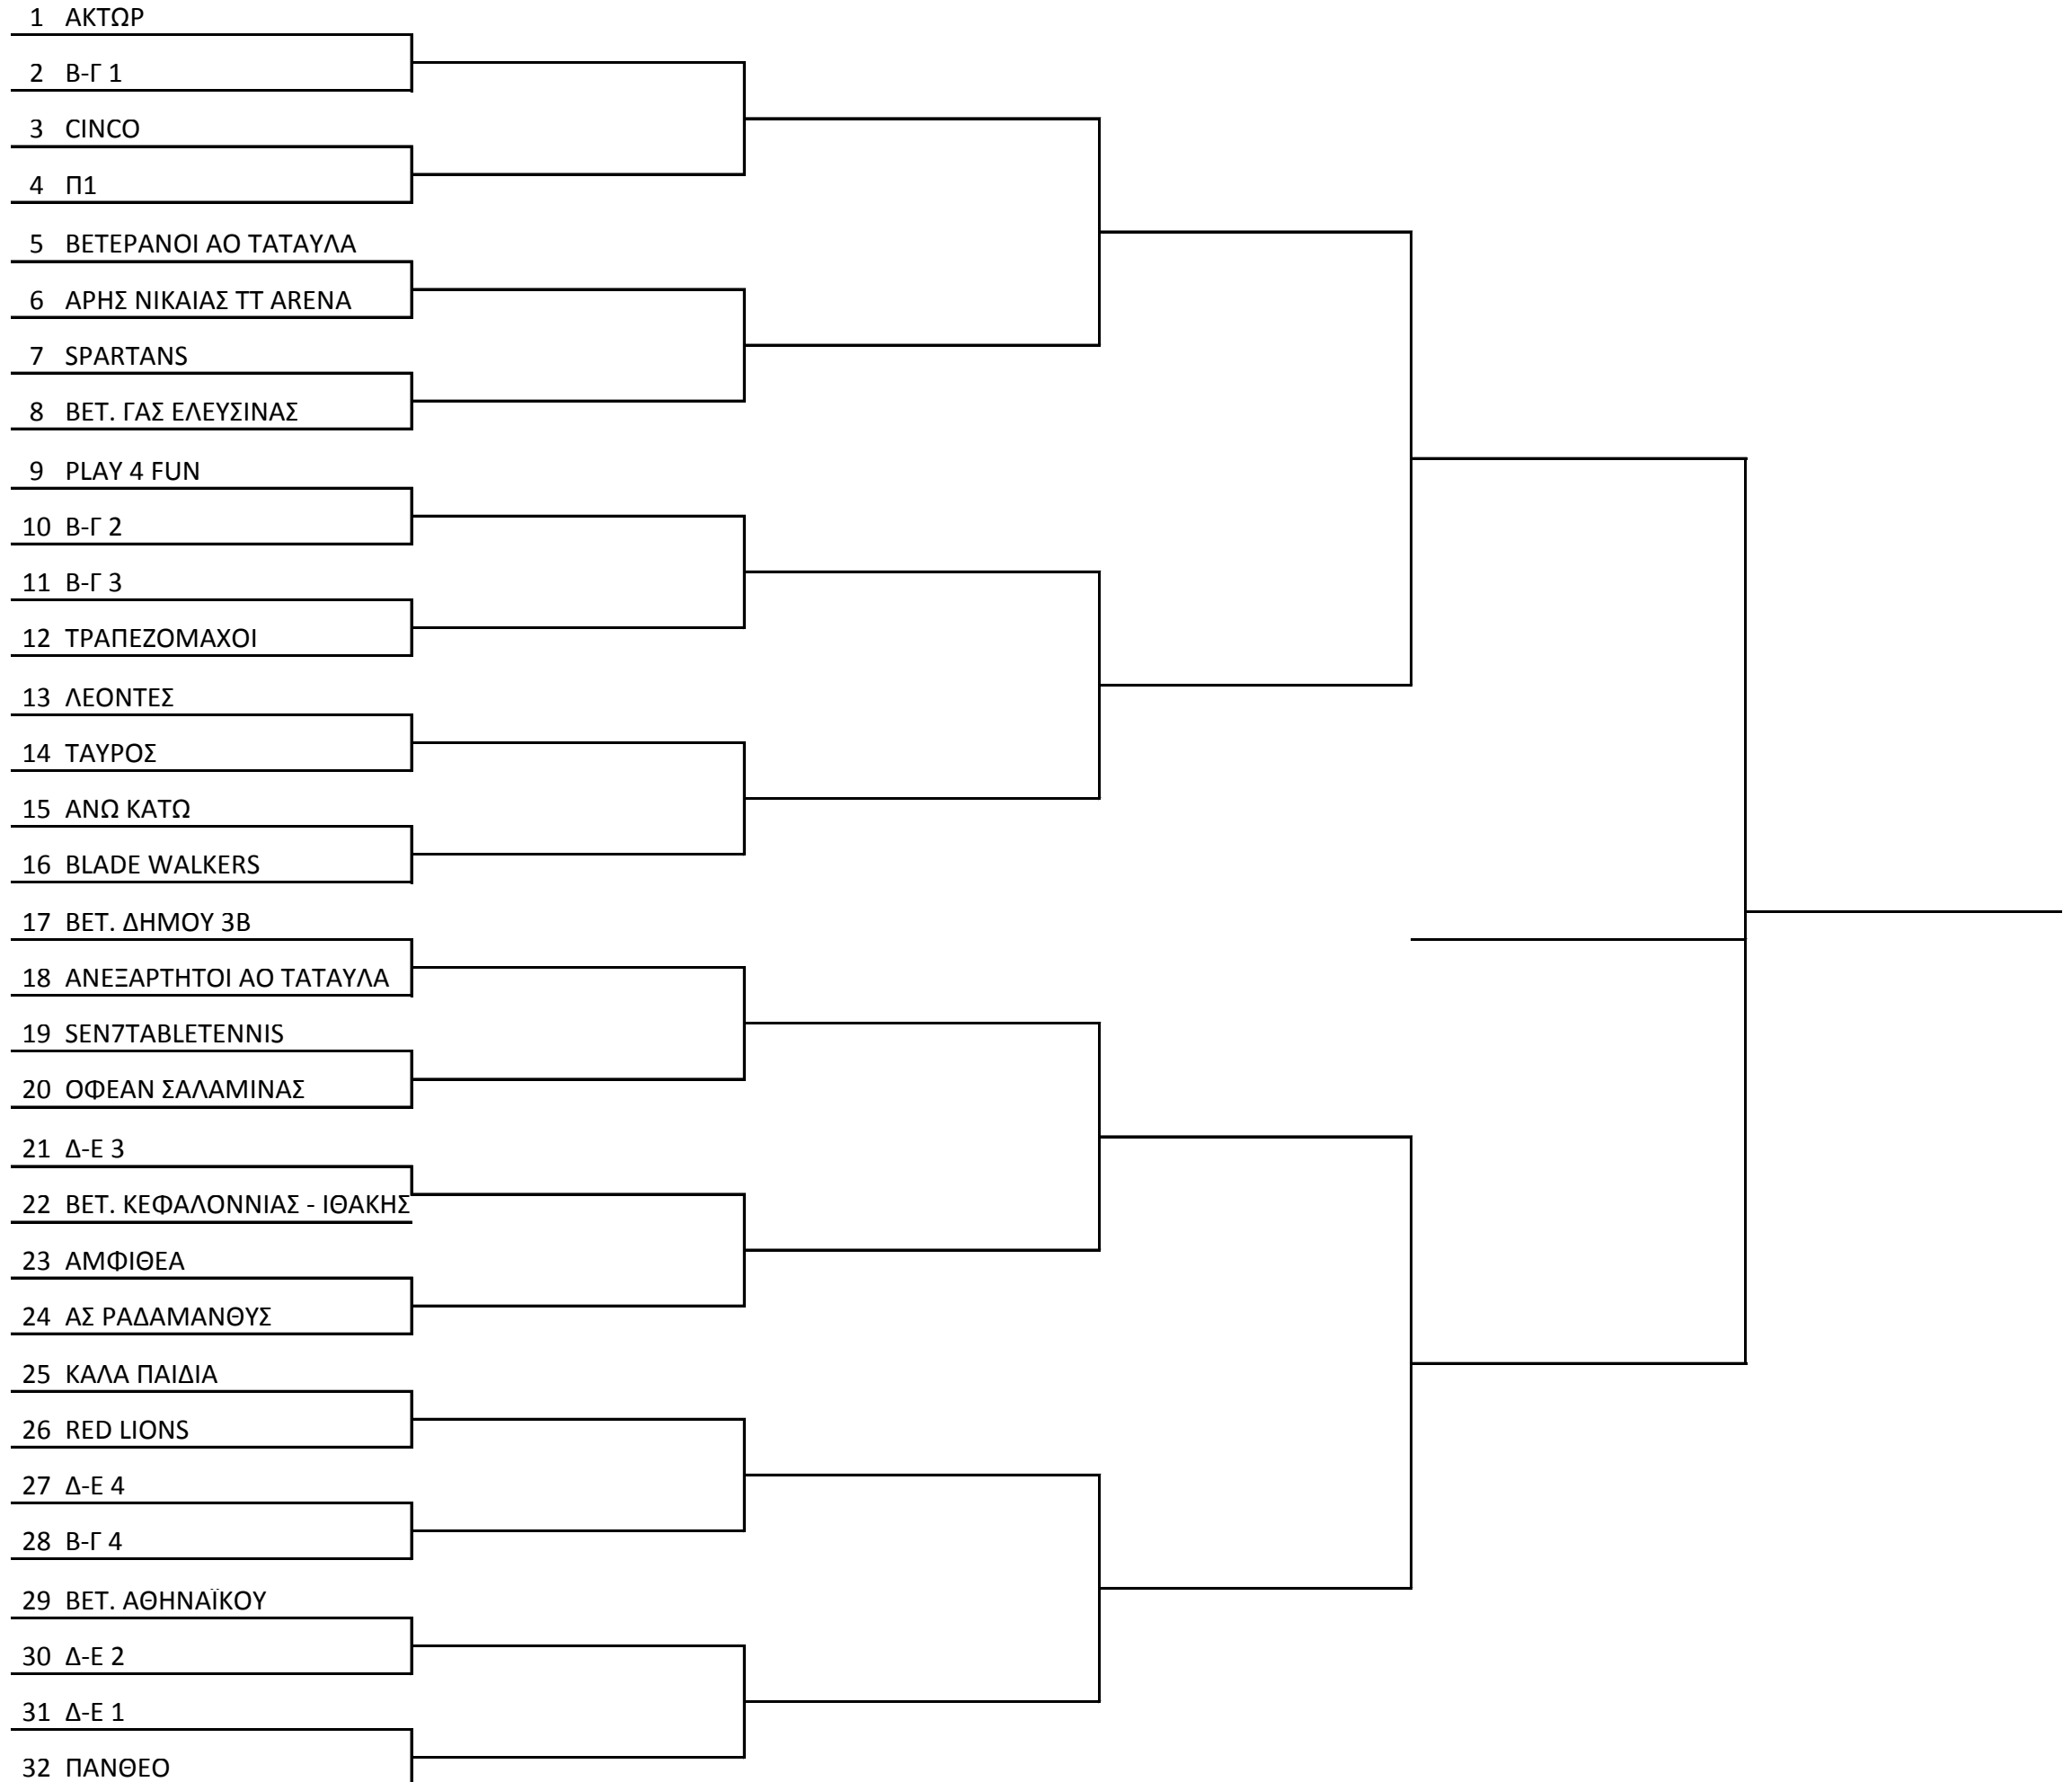 1 ΑΚΤΩΡ
2 Β-Γ 1
3 CINCO
4 Π1
5 ΒΕΤΕΡΑΝΟΙ ΑΟ ΤΑΤΑΥΛΑ
6 ΑΡΗΣ ΝΙΚΑΙΑΣ ΤΤ ARENA
7 SPARTANS
8 ΒΕΤ. ΓΑΣ ΕΛΕΥΣΙΝΑΣ
9 PLAY 4 FUN
10 Β-Γ 2
11 Β-Γ 3
12 ΤΡΑΠΕΖΟΜΑΧΟΙ
13 ΛΕΟΝΤΕΣ
14 ΤΑΥΡΟΣ
15 ΑΝΩ ΚΑΤΩ
16 BLADE WALKERS
17 ΒΕΤ. ΔΗΜΟΥ 3Β
18 ΑΝΕΞΑΡΤΗΤΟΙ ΑΟ ΤΑΤΑΥΛΑ
19 SEN7TABLETENNIS
20 ΟΦΕΑΝ ΣΑΛΑΜΙΝΑΣ
21 Δ-Ε 3
22 ΒΕΤ. ΚΕΦΑΛΟΝΝΙΑΣ - ΙΘΑΚΗΣ
23 ΑΜΦΙΘΕΑ
24 ΑΣ ΡΑΔΑΜΑΝΘΥΣ
25 ΚΑΛΑ ΠΑΙΔΙΑ
26 RED LIONS
27 Δ-Ε 4
28 Β-Γ 4
29 ΒΕΤ. ΑΘΗΝΑΪΚΟΥ
30 Δ-Ε 2
31 Δ-Ε 1
32 ΠΑΝΘΕΟ